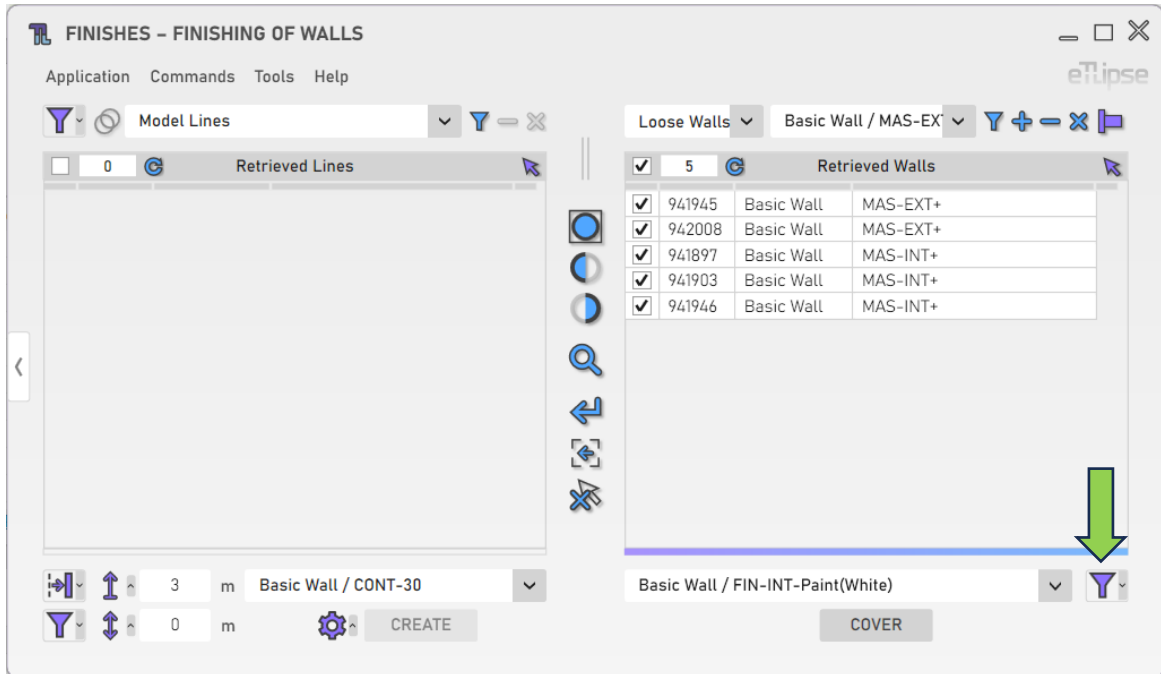 FINISHES – FINISHING OF WALLS
Application Commands Tools Help
eTLipse
Model Lines
Loose Walls
Basic Wall / MAS-EX
0 Retrieved Lines
5 Retrieved Walls
941945 Basic Wall MAS-EXT+
942008 Basic Wall MAS-EXT+
941897 Basic Wall MAS-INT+
941903 Basic Wall MAS-INT+
941946 Basic Wall MAS-INT+
3 m Basic Wall / CONT-30
Basic Wall / FIN-INT-Paint(White)
0 m CREATE
COVER